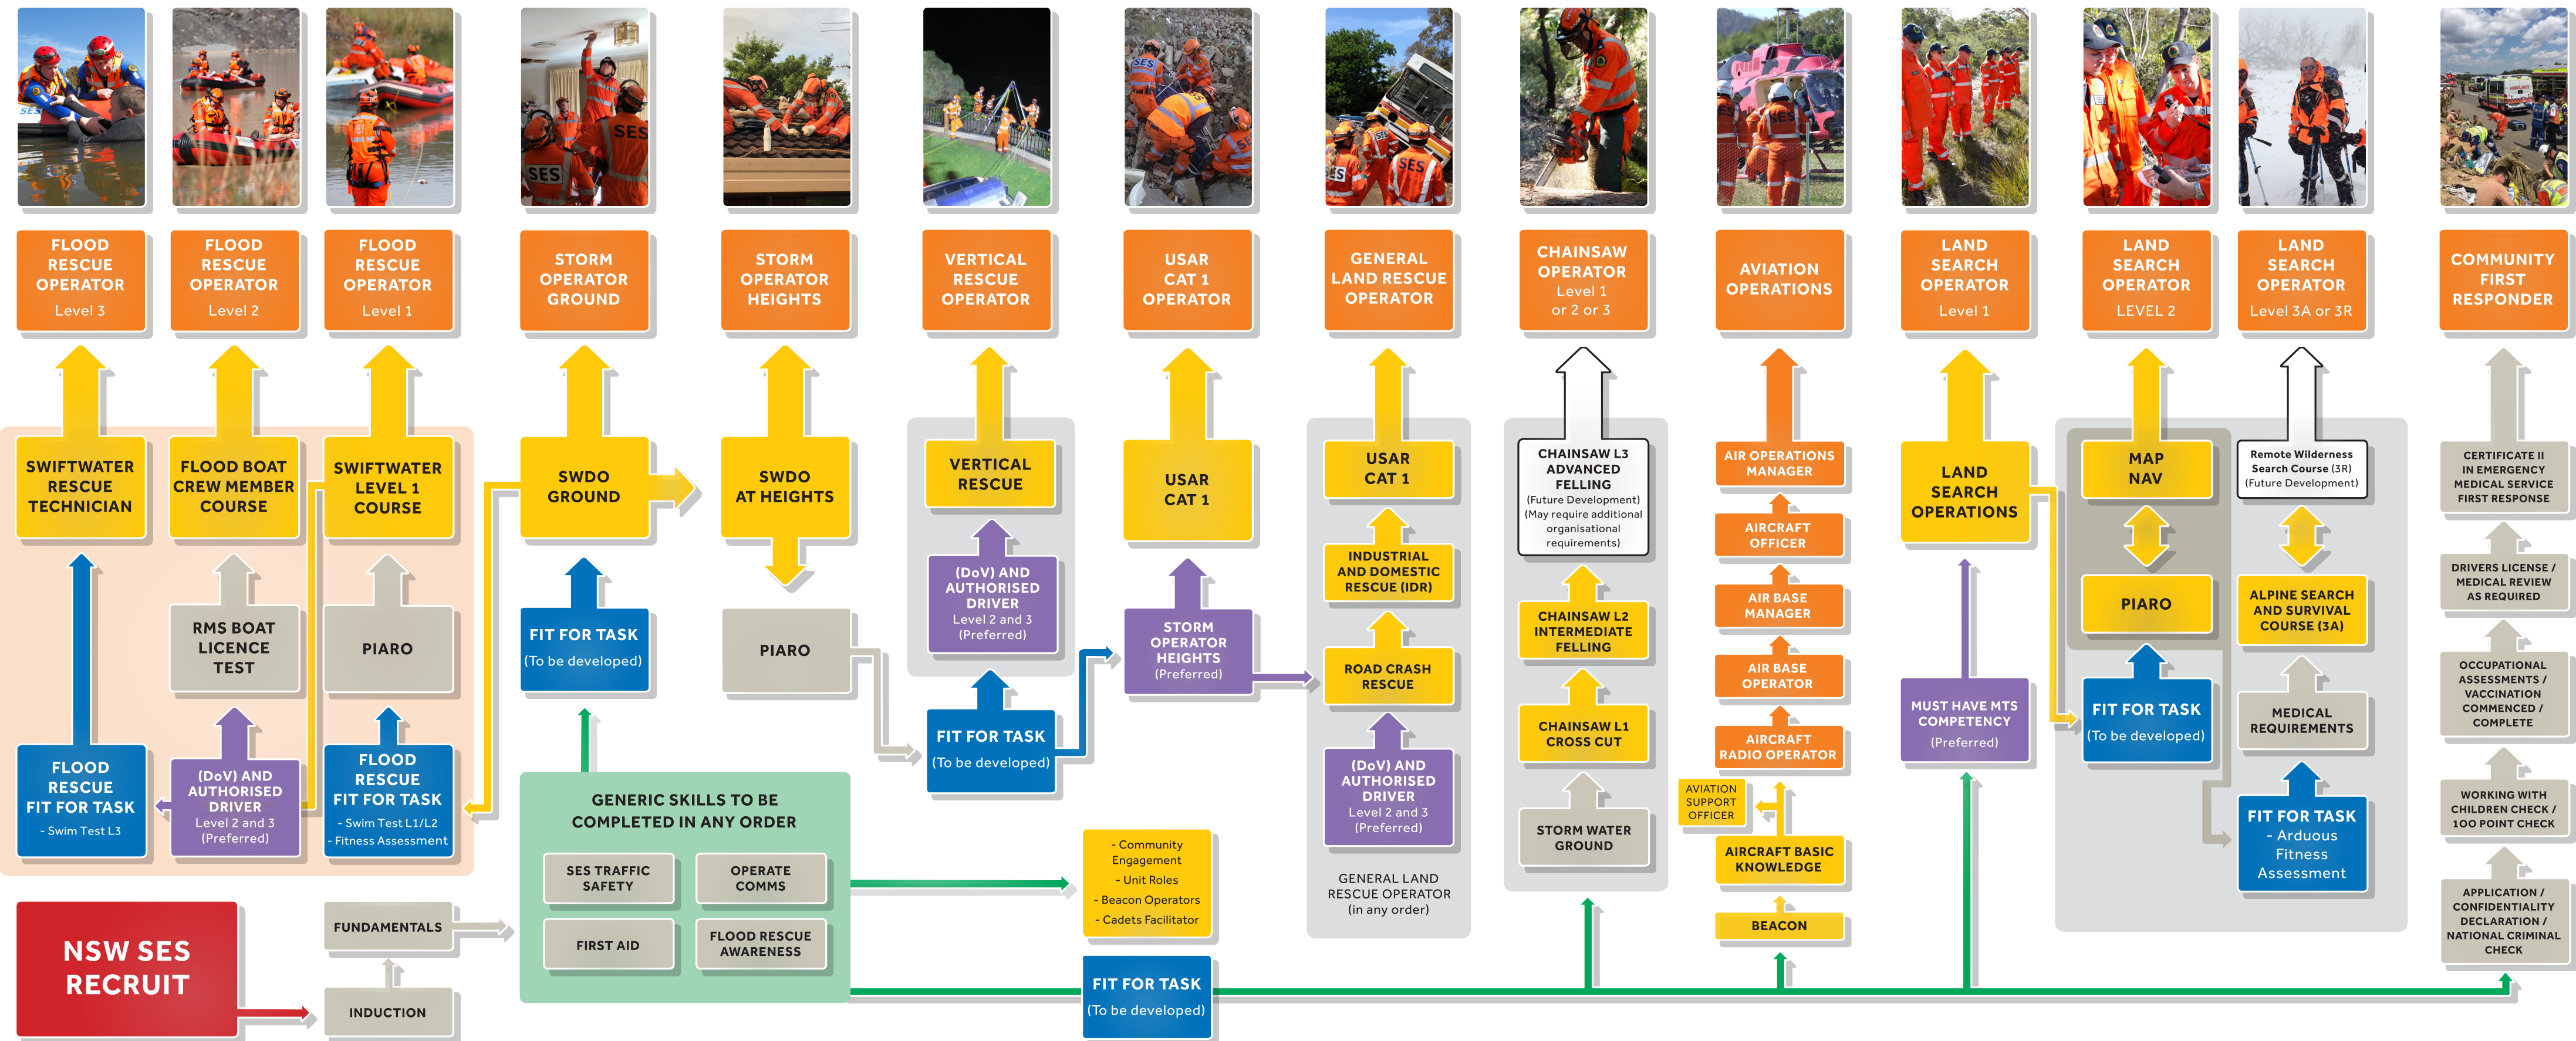 SES
SES
SES
SES
SES
SES
SES
FLOOD
RESCUE
OPERATOR
Level 3
FLOOD
RESCUE
OPERATOR
Level 2
FLOOD
RESCUE
OPERATOR
Level 1
STORM
OPERATOR
GROUND
STORM
OPERATOR
HEIGHTS
VERTICAL
RESCUE
OPERATOR
USAR
CAT 1
OPERATOR
GENERAL
LAND RESCUE
OPERATOR
CHAINSAW
OPERATOR
Level 1
or 2 or 3
AVIATION
OPERATIONS
LAND
SEARCH
OPERATOR
Level 1
LAND
SEARCH
OPERATOR
LEVEL 2
LAND
SEARCH
OPERATOR
Level 3A or 3R
COMMUNITY
FIRST
RESPONDER
SWIFTWATER
RESCUE
TECHNICIAN
FLOOD BOAT
CREW MEMBER
COURSE
SWIFTWATER
LEVEL 1
COURSE
SWDO
GROUND
SWDO
AT HEIGHTS
VERTICAL
RESCUE
USAR
CAT 1
USAR
CAT 1
CHAINSAW L3
ADVANCED
FELLING
(Future Development)
(May require additional
organisational
requirements)
AIR OPERATIONS
MANAGER
LAND
SEARCH
OPERATIONS
MAP
NAV
Remote Wilderness
Search Course (3R)
(Future Development)
CERTIFICATE II
IN EMERGENCY
MEDICAL SERVICE
FIRST RESPONSE
AIRCRAFT
OFFICER
(DoV) AND
AUTHORISED
DRIVER
Level 2 and 3
(Preferred)
INDUSTRIAL
AND DOMESTIC
RESCUE (IDR)
DRIVERS LICENSE /
MEDICAL REVIEW
AS REQUIRED
RMS BOAT
LICENCE
TEST
PIARO
FIT FOR TASK
(To be developed)
PIARO
STORM
OPERATOR
HEIGHTS
(Preferred)
CHAINSAW L2
INTERMEDIATE
FELLING
AIR BASE
MANAGER
PIARO
ALPINE SEARCH
AND SURVIVAL
COURSE (3A)
ROAD CRASH
RESCUE
AIR BASE
OPERATOR
OCCUPATIONAL
ASSESSMENTS /
VACCINATION
COMMENCED /
COMPLETE
FIT FOR TASK
(To be developed)
CHAINSAW L1
CROSS CUT
AIRCRAFT
RADIO OPERATOR
MUST HAVE MTS
COMPETENCY
(Preferred)
FIT FOR TASK
(To be developed)
MEDICAL
REQUIREMENTS
FLOOD
RESCUE
FIT FOR TASK
- Swim Test L3
(DoV) AND
AUTHORISED
DRIVER
Level 2 and 3
(Preferred)
FLOOD
RESCUE
FIT FOR TASK
- Swim Test L1/L2
- Fitness Assessment
GENERIC SKILLS TO BE
COMPLETED IN ANY ORDER
SES TRAFFIC
SAFETY
OPERATE
COMMS
FIRST AID
FLOOD RESCUE
AWARENESS
- Community
Engagement
- Unit Roles
- Beacon Operators
- Cadets Facilitator
(DoV) AND
AUTHORISED
DRIVER
Level 2 and 3
(Preferred)
GENERAL LAND
RESCUE OPERATOR
(in any order)
STORM WATER
GROUND
AVIATION
SUPPORT
OFFICER
AIRCRAFT BASIC
KNOWLEDGE
BEACON
FIT FOR TASK
- Arduous
Fitness
Assessment
WORKING WITH
CHILDREN CHECK /
100 POINT CHECK
APPLICATION /
CONFIDENTIALITY
DECLARATION /
NATIONAL CRIMINAL
CHECK
NSW SES
RECRUIT
FUNDAMENTALS
INDUCTION
FIT FOR TASK
(To be developed)